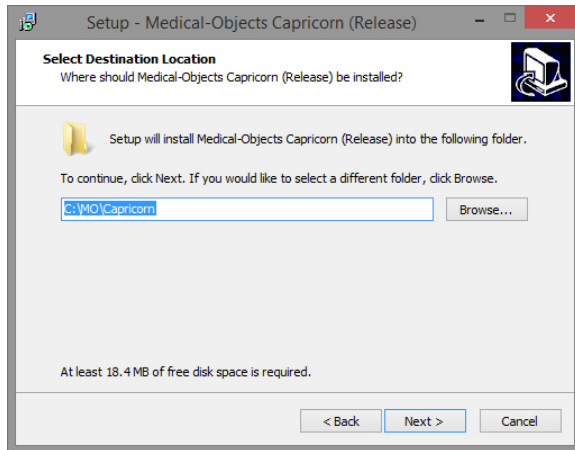 Setup - Medical-Objects Capricorn (Release)
Select Destination Location
Where should Medical-Objects Capricorn (Release) be installed?
Setup will install Medical-Objects Capricorn (Release) into the following folder.
To continue, click Next. If you would like to select a different folder, click Browse.
C:\MO\Capricorn
Browse...
At least 18.4 MB of free disk space is required.
< Back
Next >
Cancel